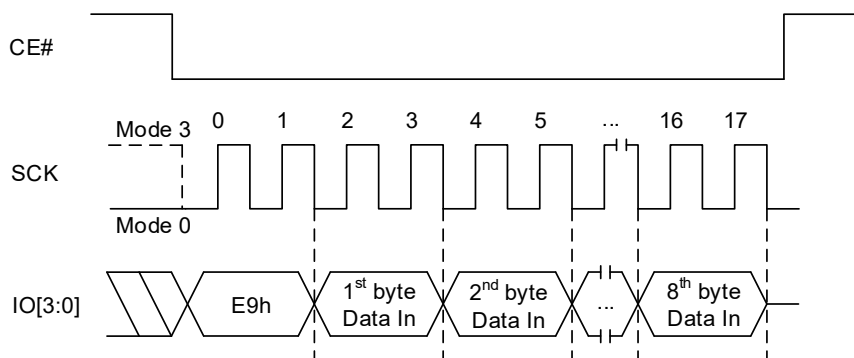 CE#
0 1 2 3 4 5 ... 16 17
Mode 3
SCK
Mode 0
IO[3:0]
E9h
1st byte
Data In
2nd byte
Data In
...
8th byte
Data In